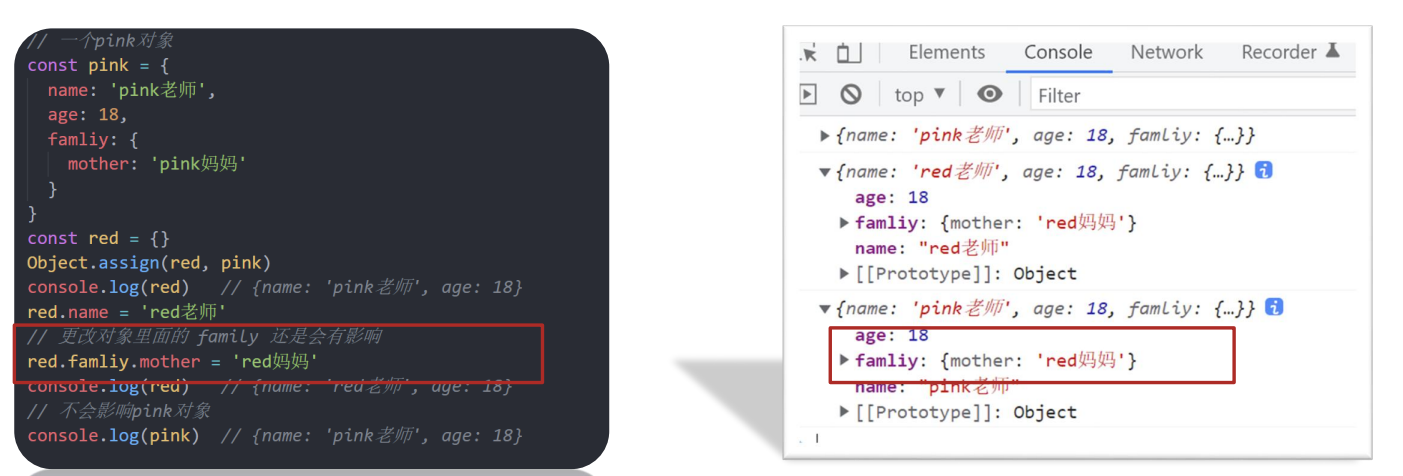 // 一个pink对象
const pink = {
name: 'pink老师',
age: 18,
famliy: {
mother: 'pink妈妈'
}
}
const red = {}
Object.assign(red, pink)
console.log(red) // {name: 'pink老师', age: 18}
red.name = 'red老师'
// 更改对象里面的 family 还是会有影响
red.famliy.mother = 'red妈妈'
console.log(red) // {name: 'red老师', age: 18}
// 不会影响pink对象
console.log(pink) // {name: 'pink老师', age: 18}
Elements Console Network Recorder
top Filter
{name: 'pink老师', age: 18, famliy: {…}}
{name: 'red老师', age: 18, famliy: {…}} i
age: 18
famliy: {mother: 'red妈妈'}
name: "red老师"
[[Prototype]]: Object
{name: 'pink老师', age: 18, famliy: {…}} i
age: 18
famliy: {mother: 'red妈妈'}
name: "pink老师"
[[Prototype]]: Object